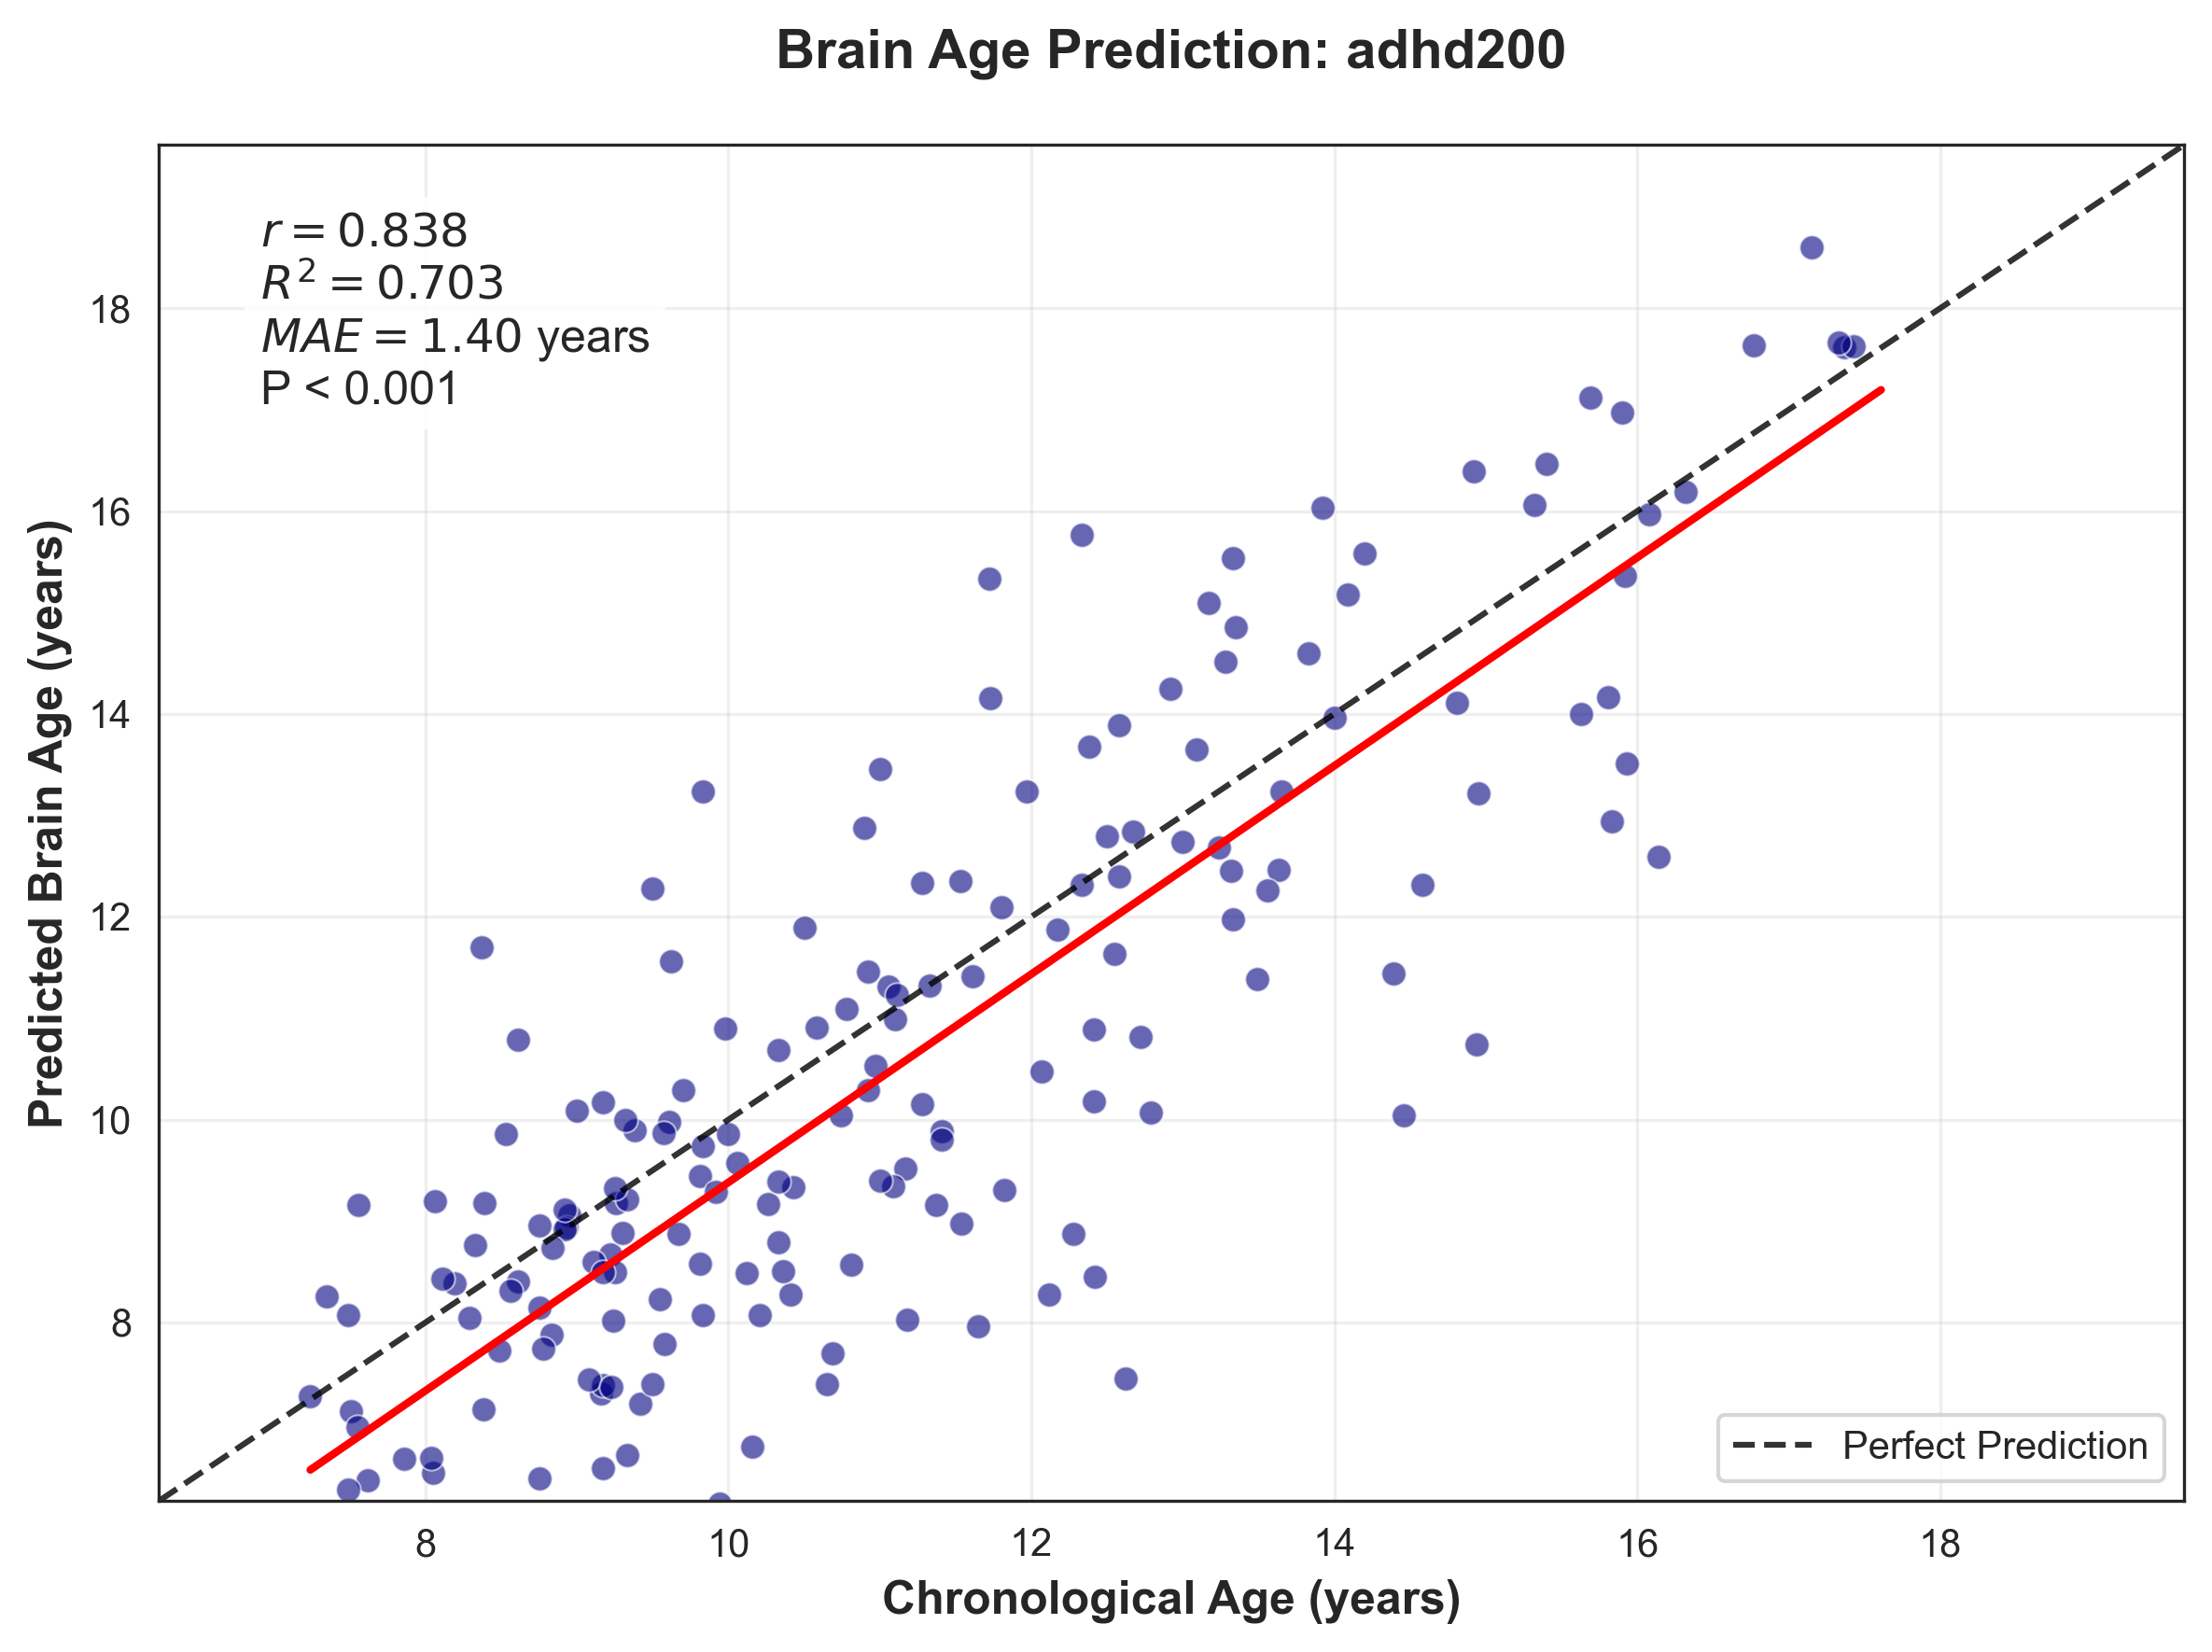 Brain Age Prediction: adhd200
r = 0.838
R² = 0.703
MAE = 1.40 years
P < 0.001
Predicted Brain Age (years)
18
16
14
12
10
8
Perfect Prediction
8 10 12 14 16 18
Chronological Age (years)